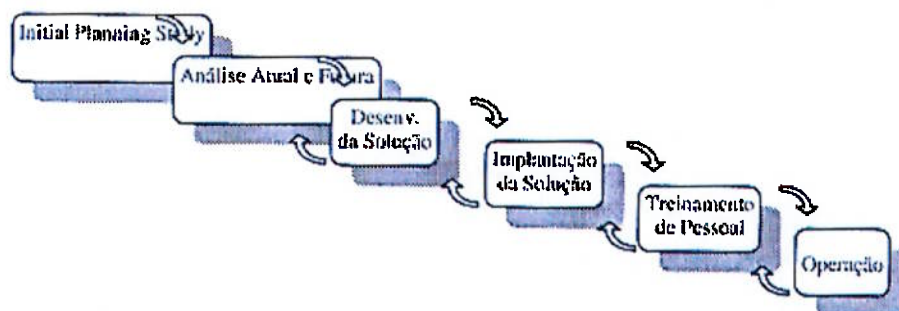 Initial Planning Study
Análise Atual e Futura
Desenv.
da Solução
Implantação
da Solução
Treinamento
de Pessoal
Operação